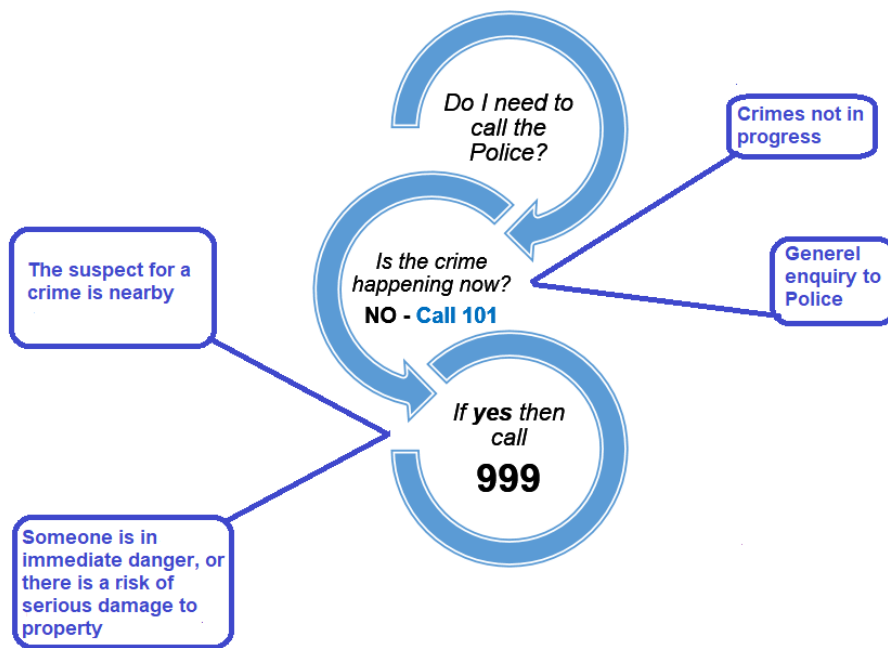 Do I need to
call the
Police?
Crimes not in
progress
Is the crime
happening now?
NO - Call 101
Generel
enquiry to
Police
The suspect for a
crime is nearby
If yes then
call
999
Someone is in
immediate danger, or
there is a risk of
serious damage to
property